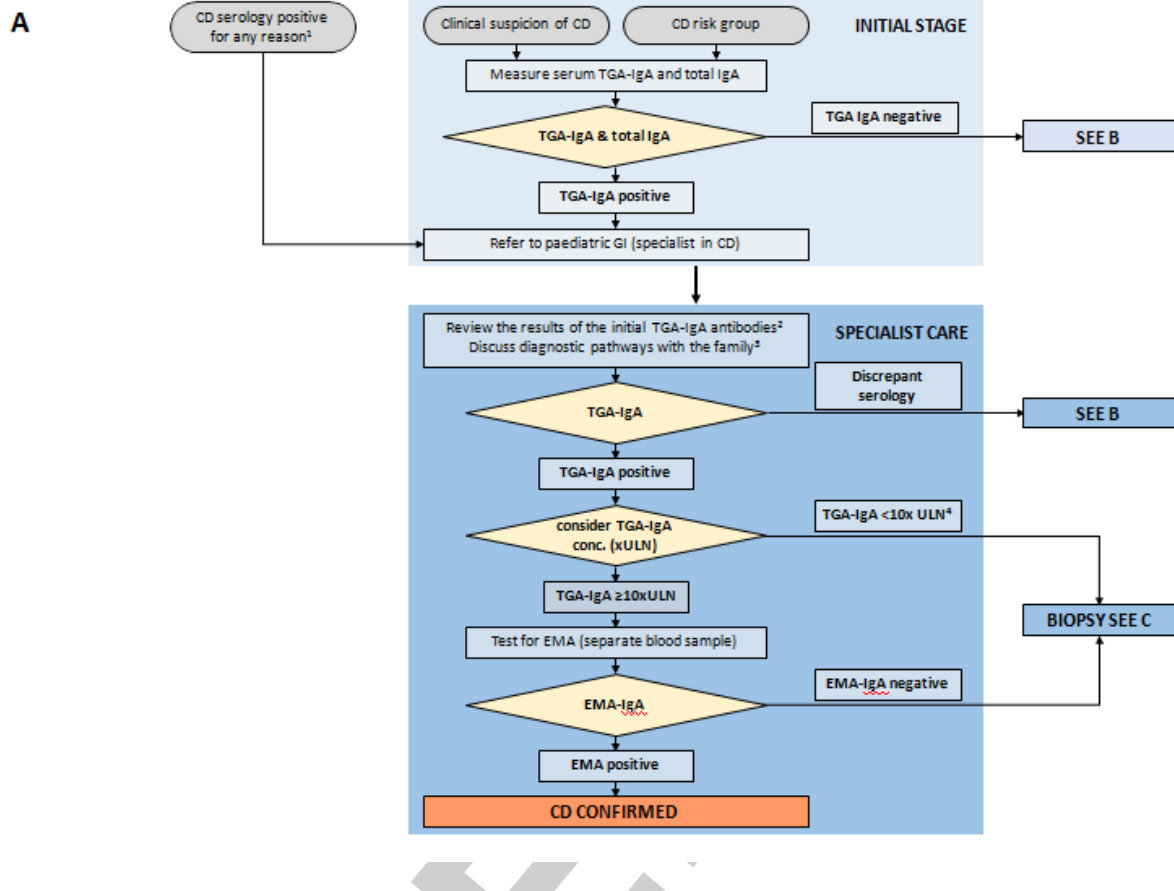 A
CD serology positive
for any reason¹
Clinical suspicion of CD
CD risk group
INITIAL STAGE
Measure serum TGA-IgA and total IgA
TGA-IgA & total IgA
TGA IgA negative
SEE B
TGA-IgA positive
Refer to paediatric GI (specialist in CD)
Review the results of the initial TGA-IgA antibodies²
Discuss diagnostic pathways with the family³
SPECIALIST CARE
TGA-IgA
Discrepant
serology
SEE B
TGA-IgA positive
consider TGA-IgA
conc. (xULN)
TGA-IgA <10x ULN⁴
TGA-IgA ≥10xULN
BIOPSY SEE C
Test for EMA (separate blood sample)
EMA-IgA
EMA-IgA negative
EMA positive
CD CONFIRMED